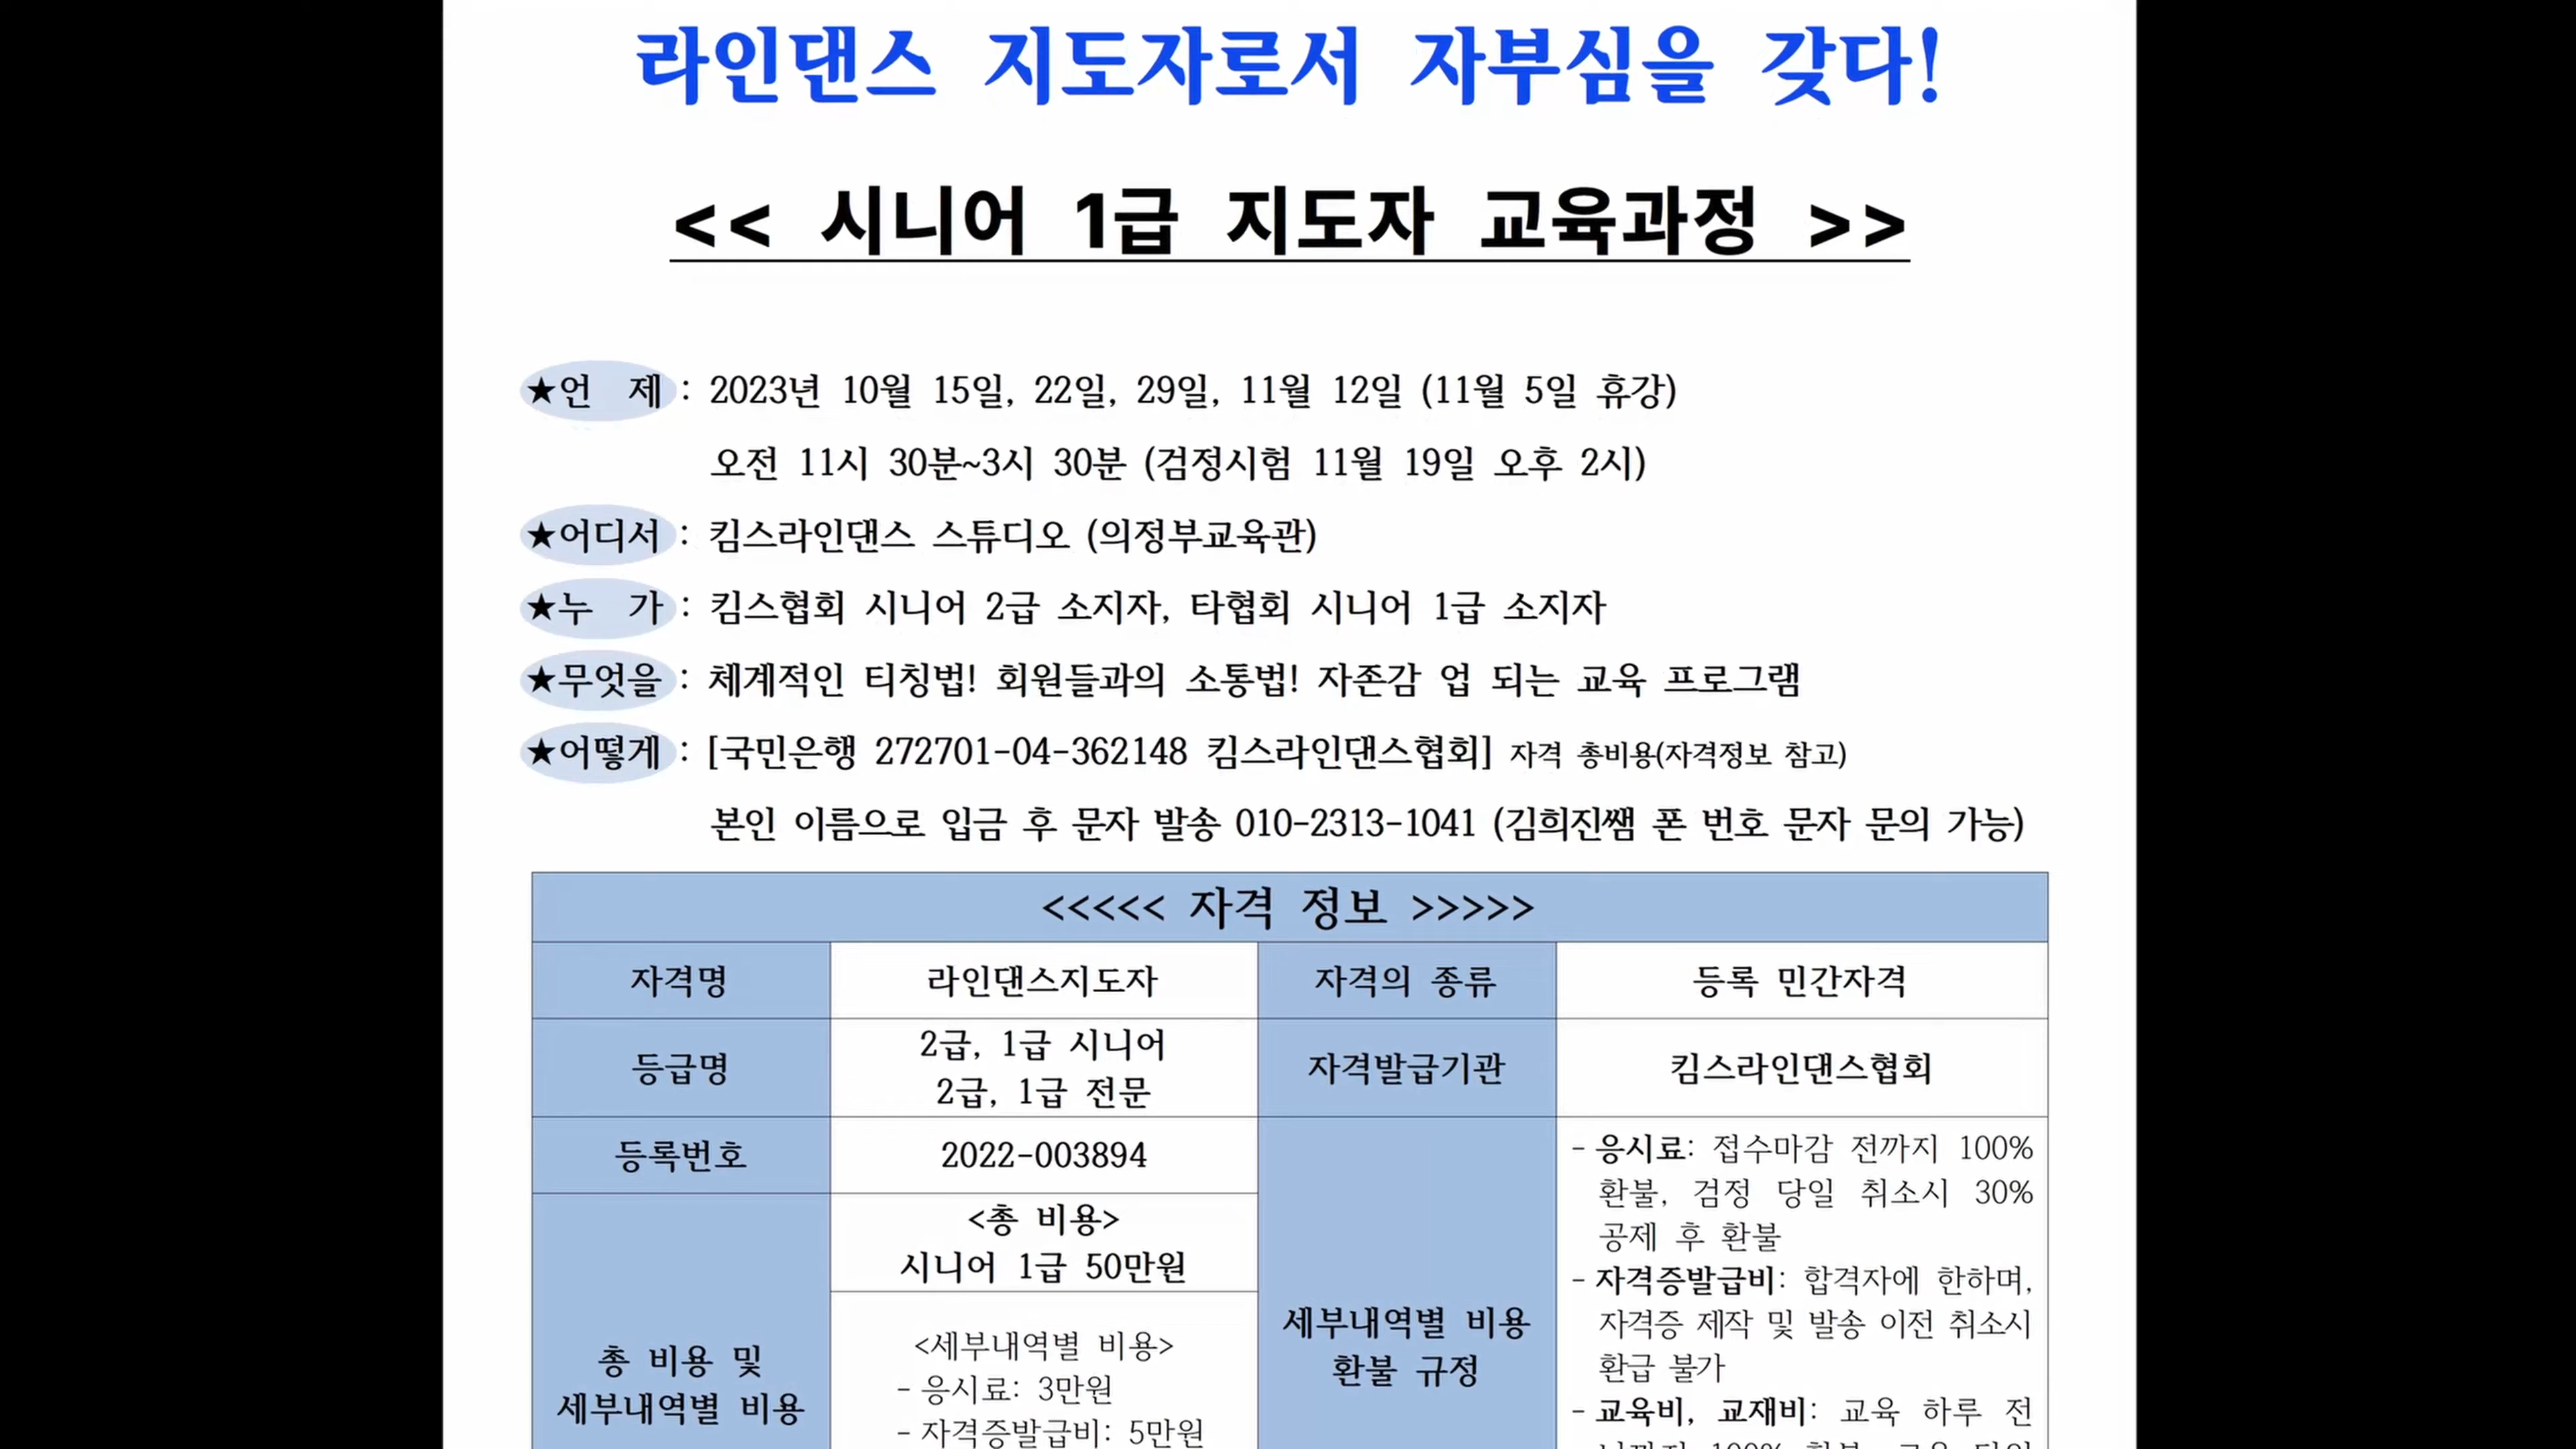 라인댄스 지도자로서 자부심을 갖다!
<< 시니어 1급 지도자 교육과정 >>
★언 제 : 2023년 10월 15일, 22일, 29일, 11월 12일 (11월 5일 휴강)
오전 11시 30분~3시 30분 (검정시험 11월 19일 오후 2시)
★어디서 : 킴스라인댄스 스튜디오 (의정부교육관)
★누 가 : 킴스협회 시니어 2급 소지자, 타협회 시니어 1급 소지자
★무엇을 : 체계적인 티칭법! 회원들과의 소통법! 자존감 업 되는 교육 프로그램
★어떻게 : [국민은행 272701-04-362148 킴스라인댄스협회] 자격 총비용(자격정보 참고)
본인 이름으로 입금 후 문자 발송 010-2313-1041 (김희진쌤 폰 번호 문자 문의 가능)
<<<<< 자격 정보 >>>>>
자격명
라인댄스지도자
자격의 종류
등록 민간자격
등급명
2급, 1급 시니어
2급, 1급 전문
자격발급기관
킴스라인댄스협회
등록번호
2022-003894
총 비용 및
세부내역별 비용
<총 비용>
시니어 1급 50만원
<세부내역별 비용>
- 응시료: 3만원
- 자격증발급비: 5만원
세부내역별 비용
환불 규정
- 응시료: 접수마감 전까지 100%
환불, 검정 당일 취소시 30%
공제 후 환불
- 자격증발급비: 합격자에 한하며,
자격증 제작 및 발송 이전 취소시
환급 불가
- 교육비, 교재비: 교육 하루 전